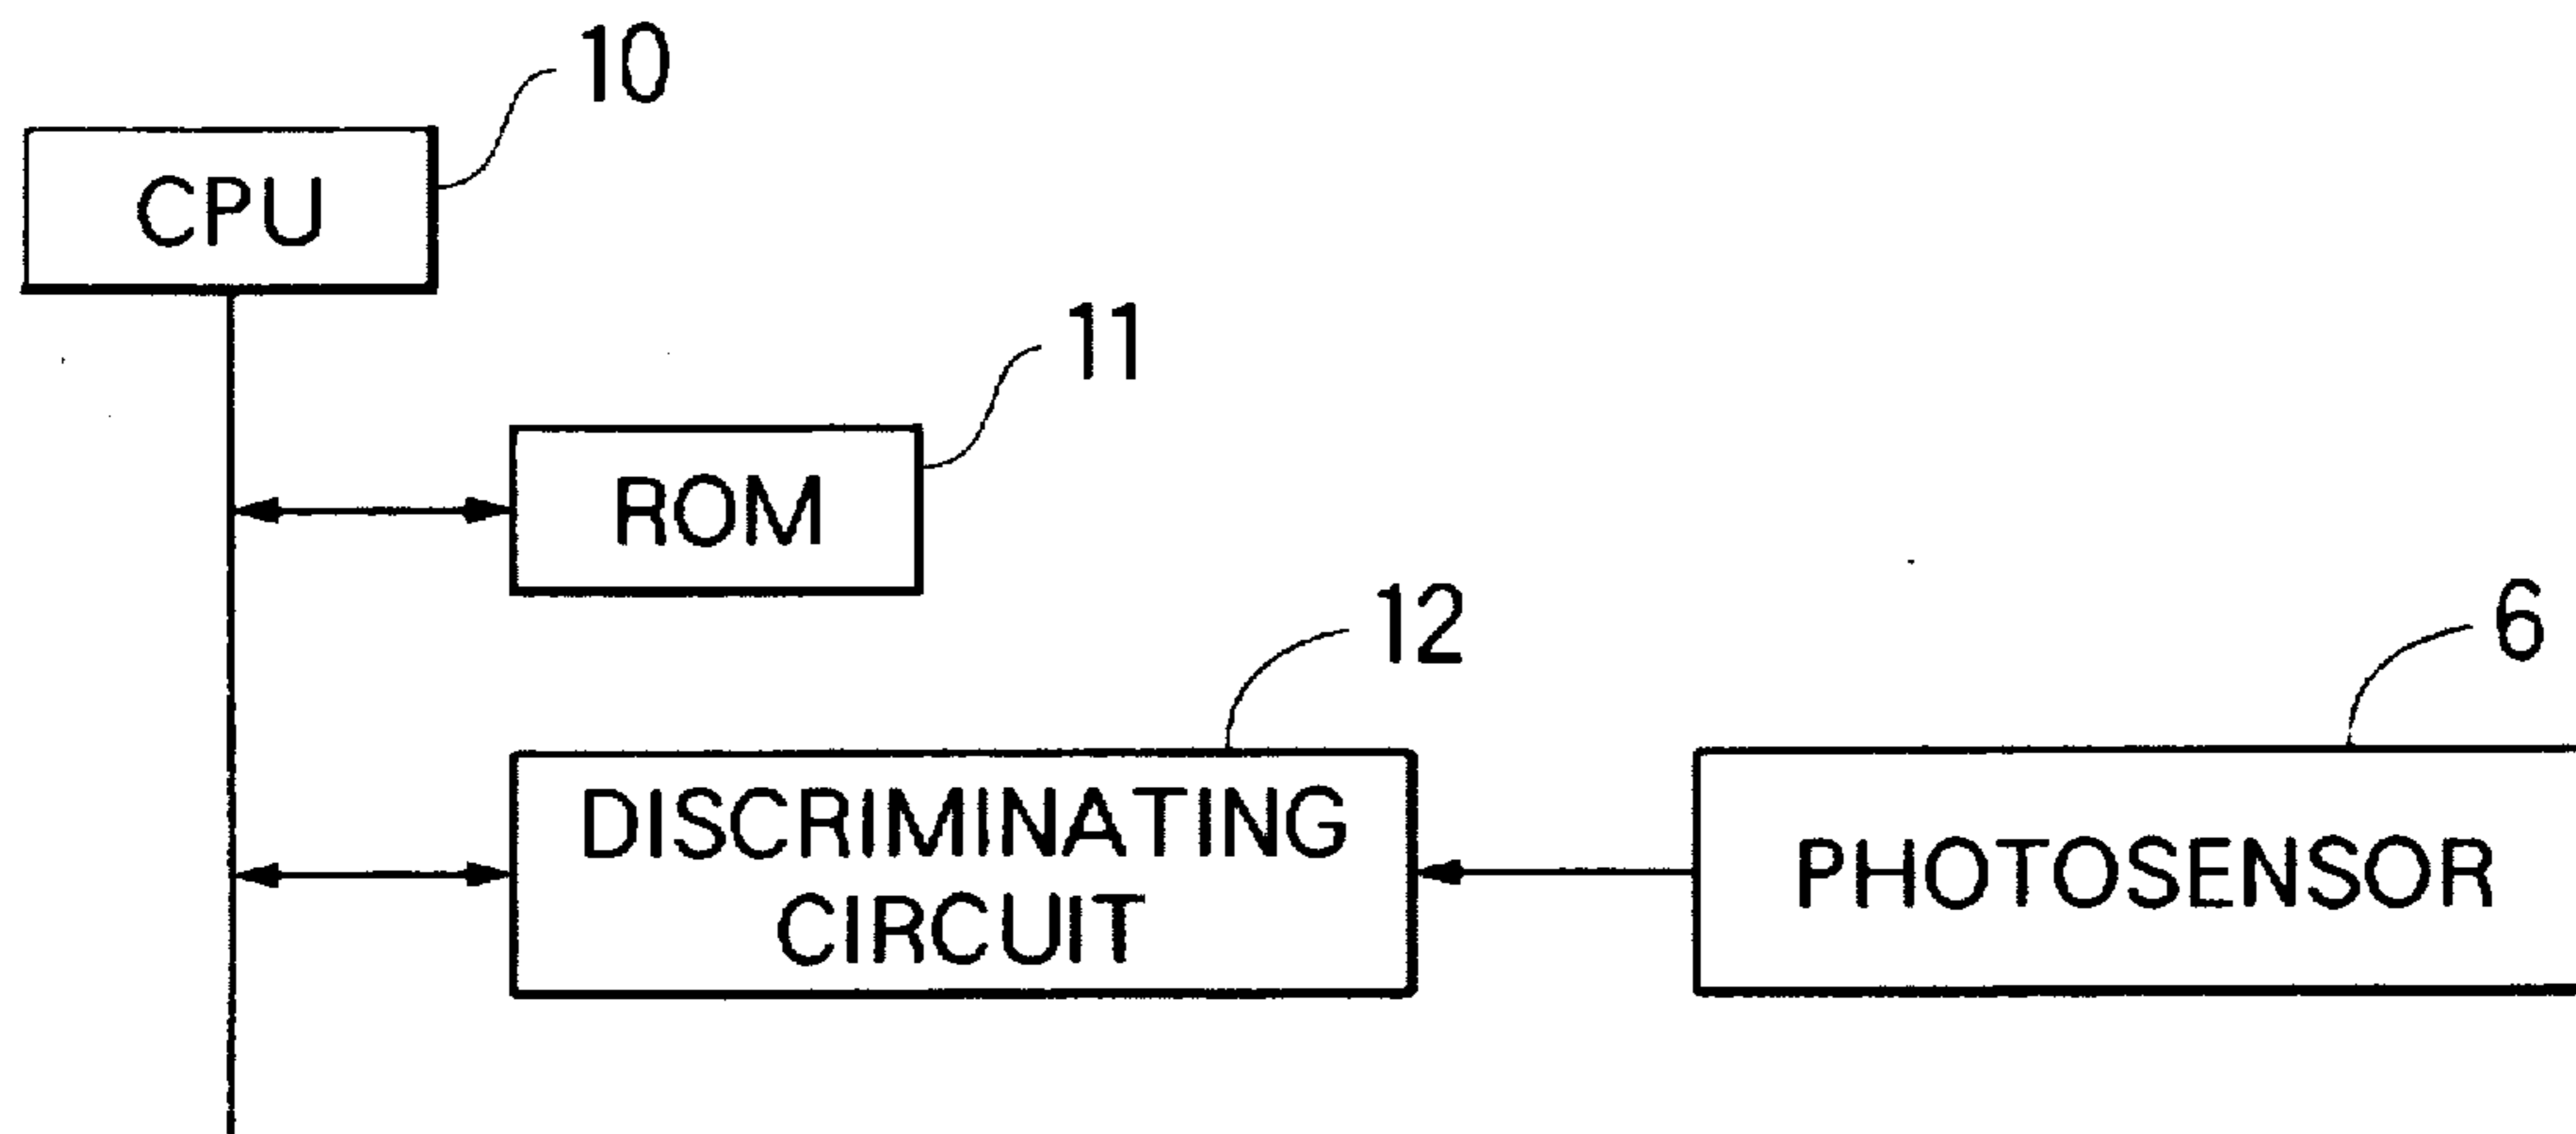 10
CPU
11
ROM
12
6
DISCRIMINATING
CIRCUIT
PHOTOSENSOR